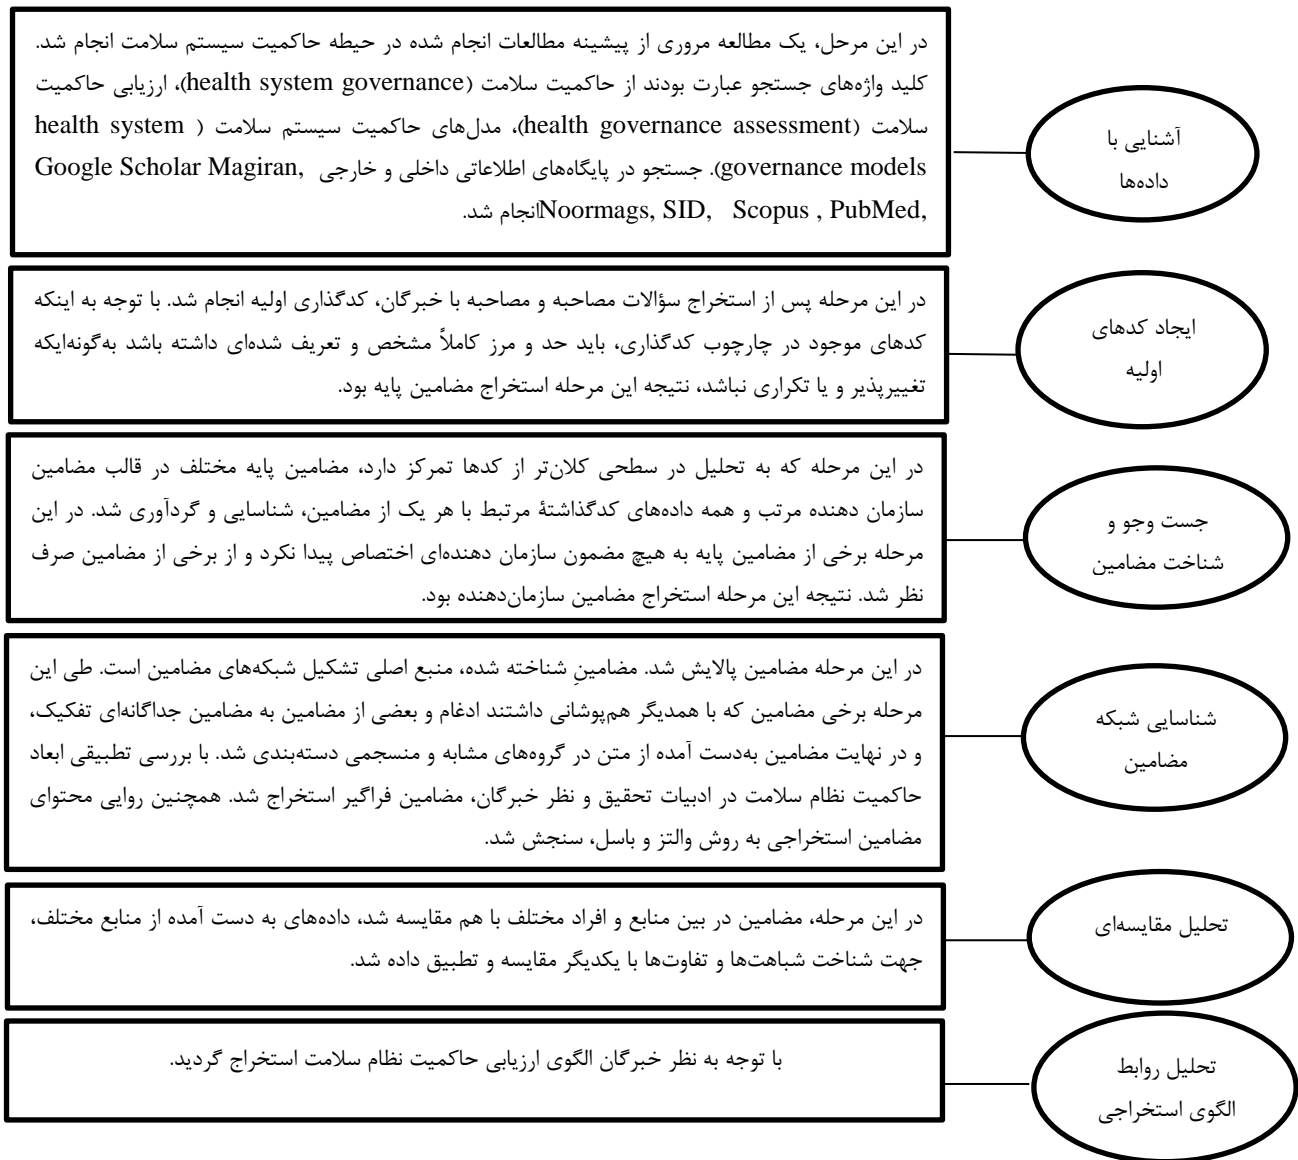 در این مرحل، یک مطالعه مروری از پیشینه مطالعات انجام شده در حیطه حاکمیت سیستم سلامت انجام شد.
کلید واژه‌های جستجو عبارت بودند از حاکمیت سلامت (health system governance)، ارزیابی حاکمیت
سلامت (health governance assessment)، مدل‌های حاکمیت سیستم سلامت ( health system
governance models). جستجو در پایگاه‌های اطلاعاتی داخلی و خارجی Google Scholar Magiran,
Noormags, SID, Scopus , PubMed, انجام شد.
آشنایی با
داده‌ها
در این مرحله پس از استخراج سؤالات مصاحبه و مصاحبه با خبرگان، کدگذاری اولیه انجام شد. با توجه به اینکه
کدهای موجود در چارچوب کدگذاری، باید حد و مرز کاملاً مشخص و تعریف شده‌ای داشته باشد به‌گونه‌ایکه
تغییرپذیر و یا تکراری نباشد، نتیجه این مرحله استخراج مضامین پایه بود.
ایجاد کدهای
اولیه
در این مرحله که به تحلیل در سطحی کلان‌تر از کدها تمرکز دارد، مضامین پایه مختلف در قالب مضامین
سازمان دهنده مرتب و همه داده‌های کدگذاشتهٔ مرتبط با هر یک از مضامین، شناسایی و گردآوری شد. در این
مرحله برخی از مضامین پایه به هیچ مضمون سازمان دهنده‌ای اختصاص پیدا نکرد و از برخی از مضامین صرف
نظر شد. نتیجه این مرحله استخراج مضامین سازمان‌دهنده بود.
جست وجو و
شناخت مضامین
در این مرحله مضامین پالایش شد. مضامینِ شناخته شده، منبع اصلی تشکیل شبکه‌های مضامین است. طی این
مرحله برخی مضامین که با همدیگر هم‌پوشانی داشتند ادغام و بعضی از مضامین به مضامین جداگانه‌ای تفکیک،
و در نهایت مضامین به‌دست آمده از متن در گروه‌های مشابه و منسجمی دسته‌بندی شد. با بررسی تطبیقی ابعاد
حاکمیت نظام سلامت در ادبیات تحقیق و نظر خبرگان، مضامین فراگیر استخراج شد. همچنین روایی محتوای
مضامین استخراجی به روش والتز و باسل، سنجش شد.
شناسایی شبکه
مضامین
در این مرحله، مضامین در بین منابع و افراد مختلف با هم مقایسه شد، داده‌های به دست آمده از منابع مختلف،
جهت شناخت شباهت‌ها و تفاوت‌ها با یکدیگر مقایسه و تطبیق داده شد.
تحلیل مقایسه‌ای
با توجه به نظر خبرگان الگوی ارزیابی حاکمیت نظام سلامت استخراج گردید.
تحلیل روابط
الگوی استخراجی